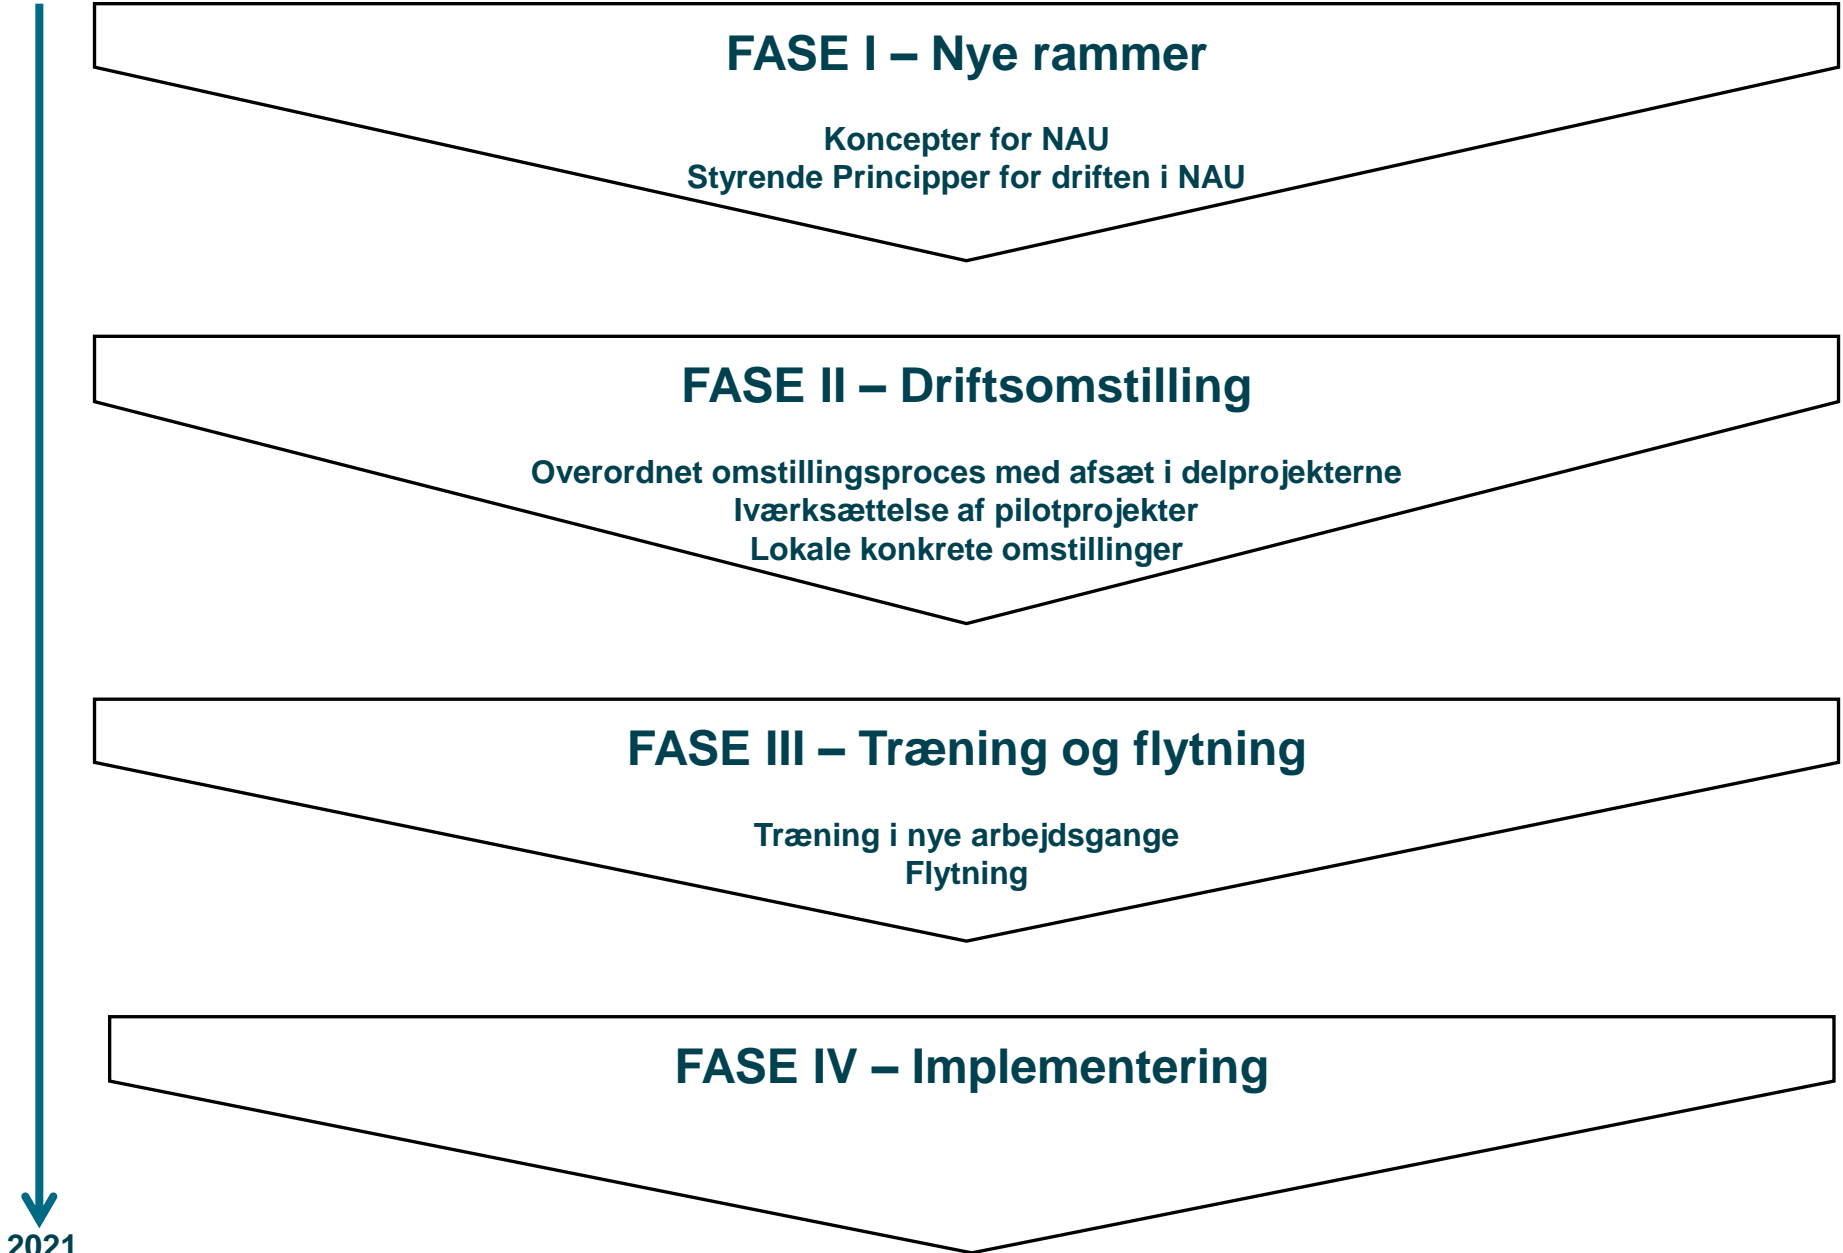 FASE I – Nye rammer
Koncepter for NAU
Styrende Principper for driften i NAU
FASE II – Driftsomstilling
Overordnet omstillingsproces med afsæt i delprojekterne
Iværksættelse af pilotprojekter
Lokale konkrete omstillinger
FASE III – Træning og flytning
Træning i nye arbejdsgange
Flytning
FASE IV – Implementering
2021